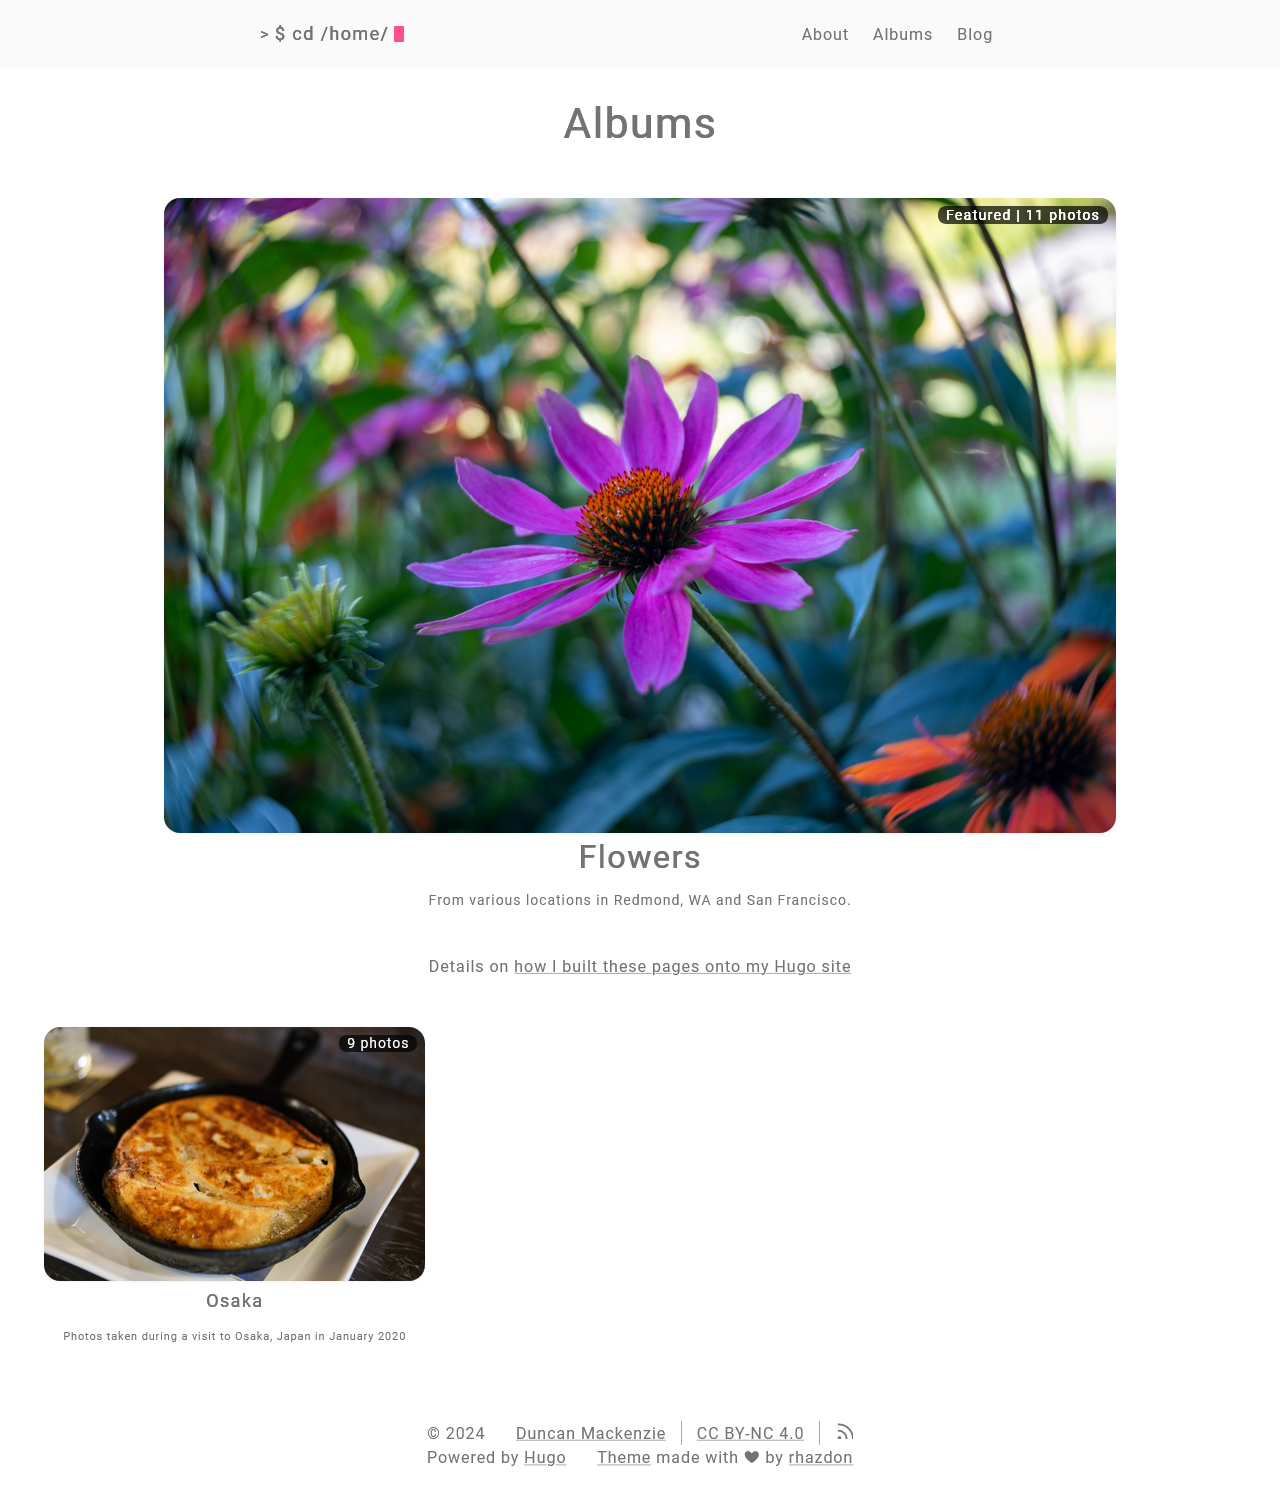 > $ cd /home/
About Albums Blog
Albums
Featured | 11 photos
Flowers
From various locations in Redmond, WA and San Francisco.
Details on how I built these pages onto my Hugo site
9 photos
Osaka
Photos taken during a visit to Osaka, Japan in January 2020
© 2024 Duncan Mackenzie CC BY-NC 4.0
Powered by Hugo Theme made with ❤ by rhazdon